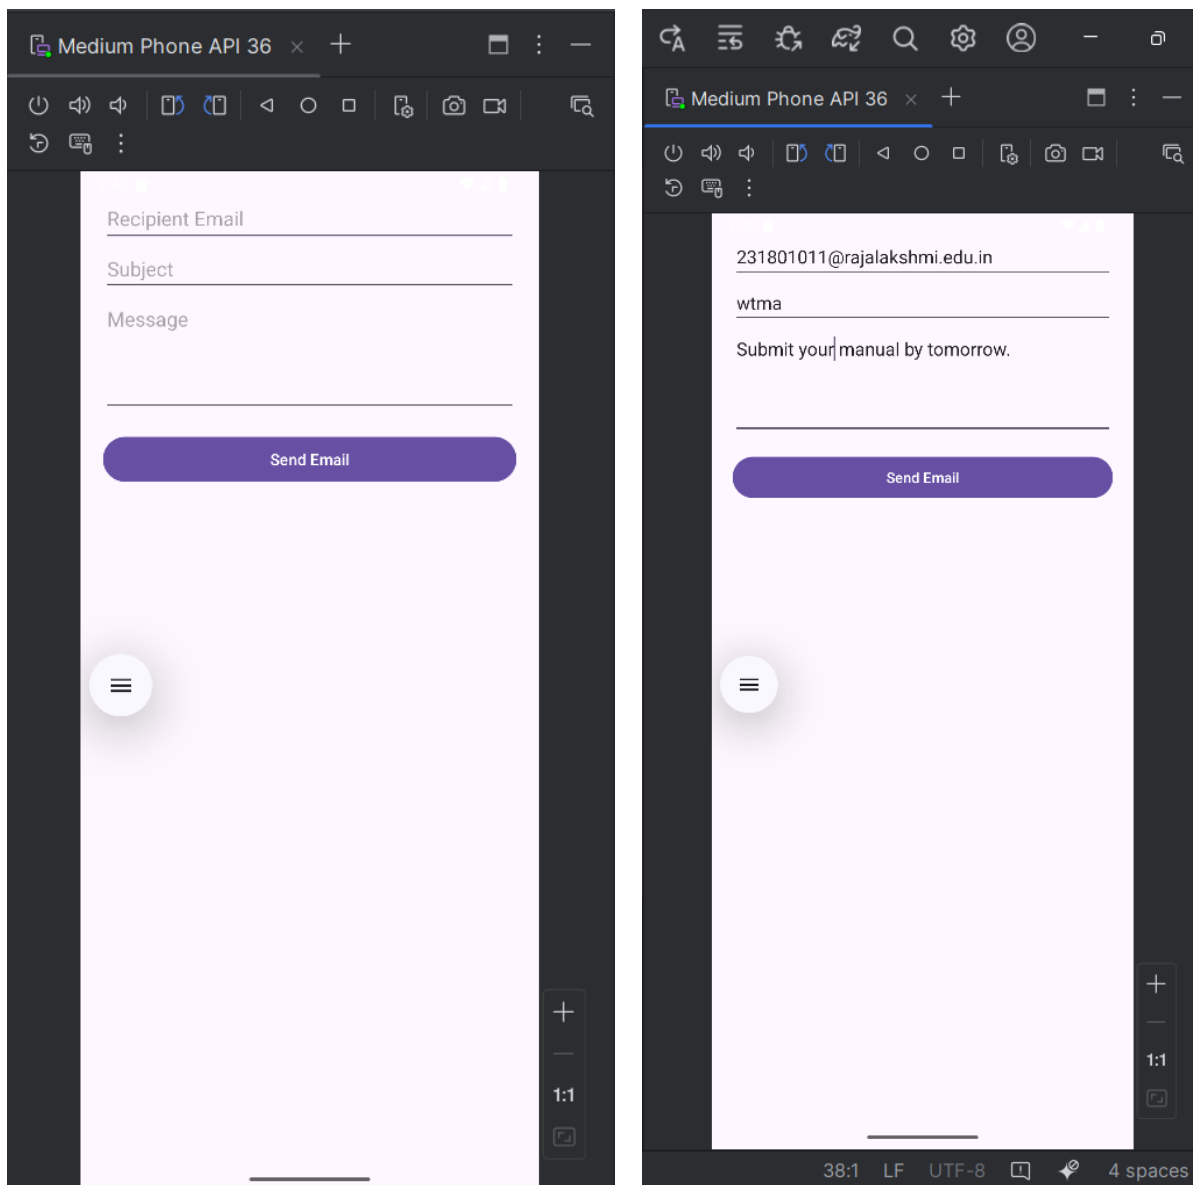 Medium Phone API 36
Recipient Email
Subject
Message
Send Email
1:1
Medium Phone API 36
231801011@rajalakshmi.edu.in
wtma
Submit your manual by tomorrow.
Send Email
1:1
38:1 LF UTF-8 4 spaces